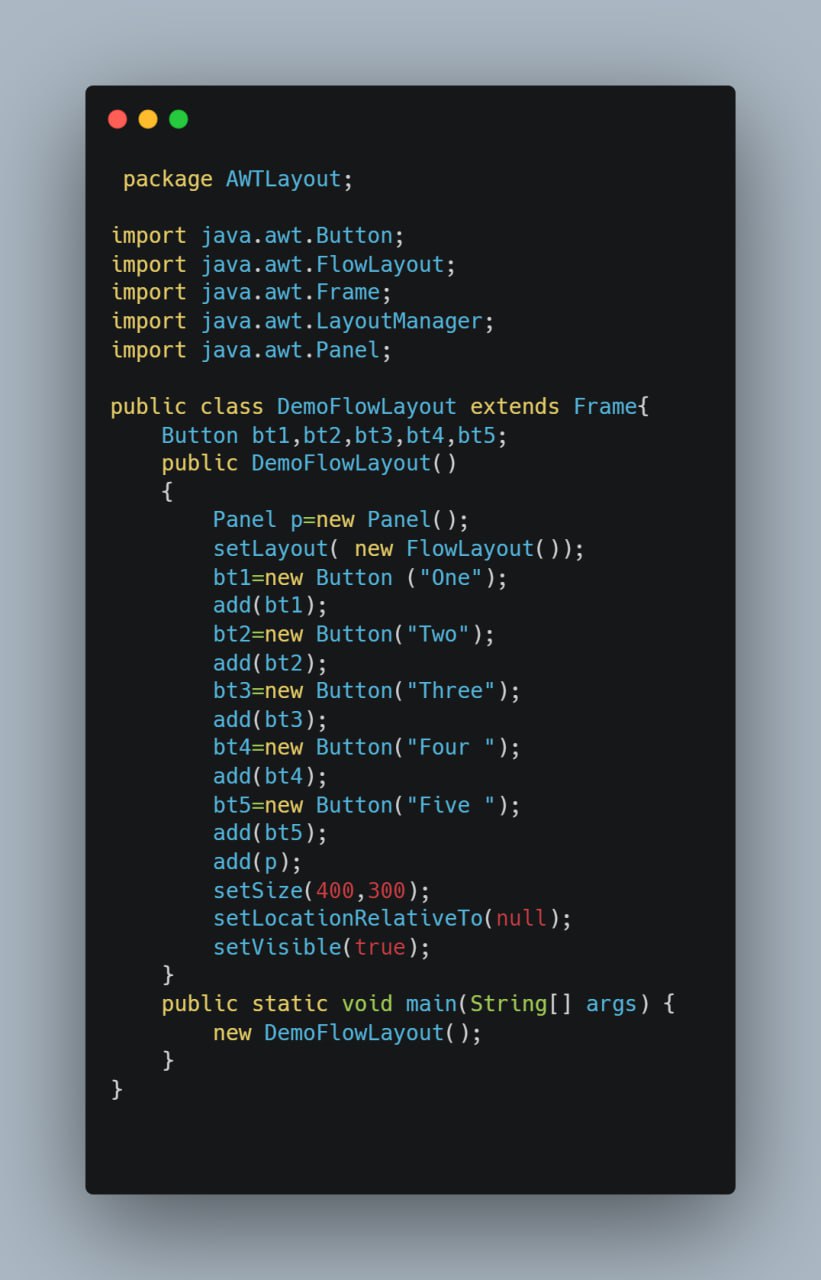 package AWTLayout;

import java.awt.Button;
import java.awt.FlowLayout;
import java.awt.Frame;
import java.awt.LayoutManager;
import java.awt.Panel;

public class DemoFlowLayout extends Frame{
    Button bt1,bt2,bt3,bt4,bt5;
    public DemoFlowLayout()
    {
        Panel p=new Panel();
        setLayout( new FlowLayout());
        bt1=new Button ("One");
        add(bt1);
        bt2=new Button("Two");
        add(bt2);
        bt3=new Button("Three");
        add(bt3);
        bt4=new Button("Four ");
        add(bt4);
        bt5=new Button("Five ");
        add(bt5);
        add(p);
        setSize(400,300);
        setLocationRelativeTo(null);
        setVisible(true);
    }
    public static void main(String[] args) {
        new DemoFlowLayout();
    }
}